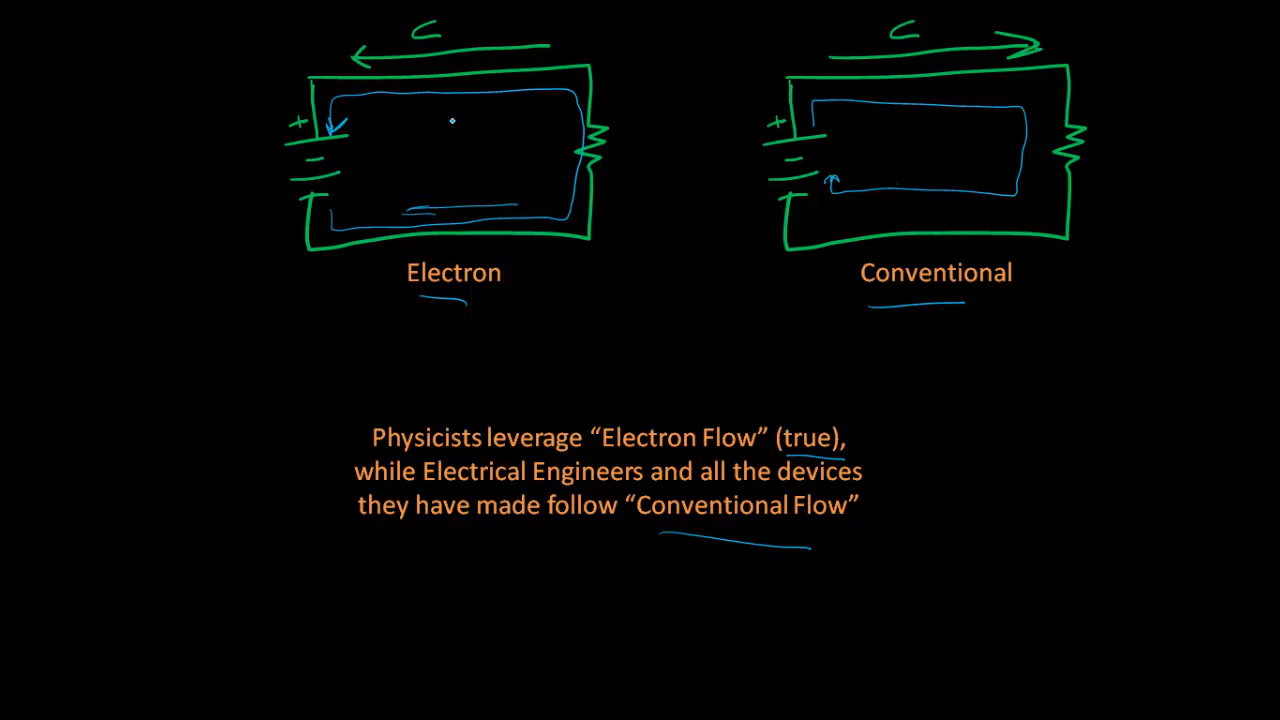 C
C
+
+
Electron
Conventional
Physicists leverage “Electron Flow” (true),
while Electrical Engineers and all the devices
they have made follow “Conventional Flow”